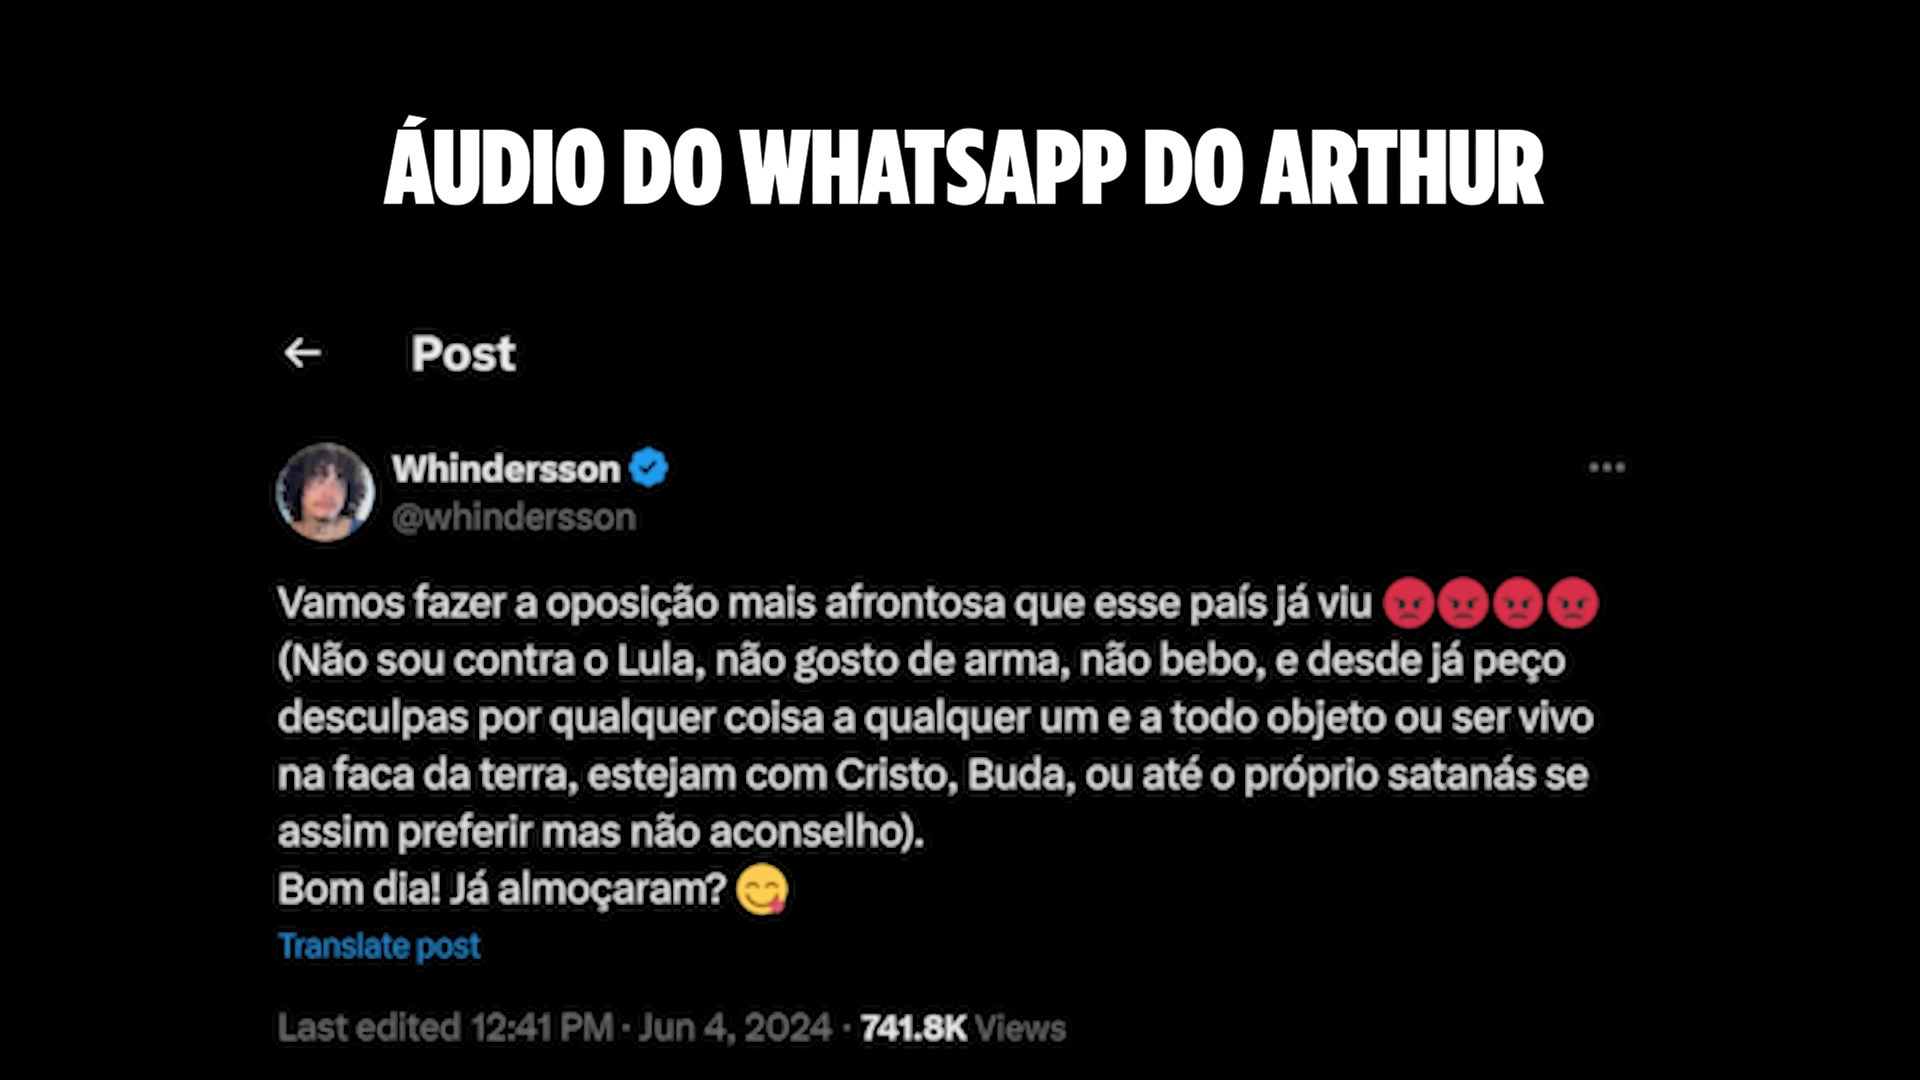 ÁUDIO DO WHATSAPP DO ARTHUR
← Post
Whindersson
@whindersson
Vamos fazer a oposição mais afrontosa que esse país já viu 😡😡😡😡
(Não sou contra o Lula, não gosto de arma, não bebo, e desde já peço
desculpas por qualquer coisa a qualquer um e a todo objeto ou ser vivo
na faca da terra, estejam com Cristo, Buda, ou até o próprio satanás se
assim preferir mas não aconselho).
Bom dia! Já almoçaram? 😋
Translate post
Last edited 12:41 PM · Jun 4, 2024 · 741.8K Views